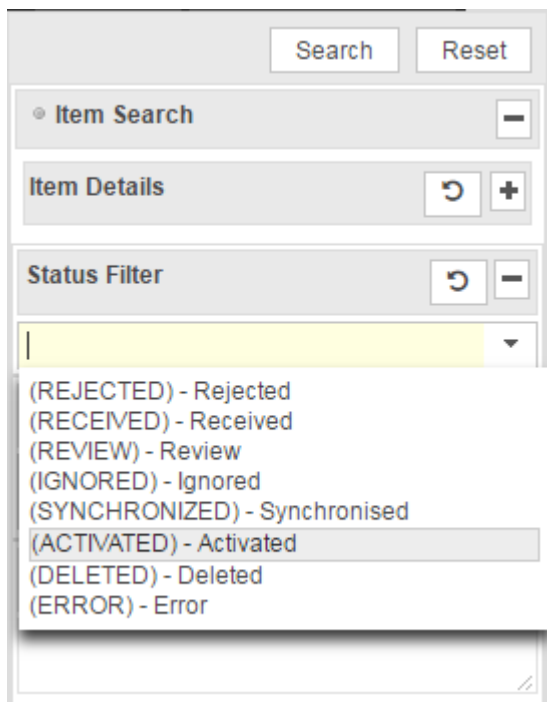 Search Reset
Item Search
Item Details
Status Filter
(REJECTED) - Rejected
(RECEIVED) - Received
(REVIEW) - Review
(IGNORED) - Ignored
(SYNCHRONIZED) - Synchronised
(ACTIVATED) - Activated
(DELETED) - Deleted
(ERROR) - Error